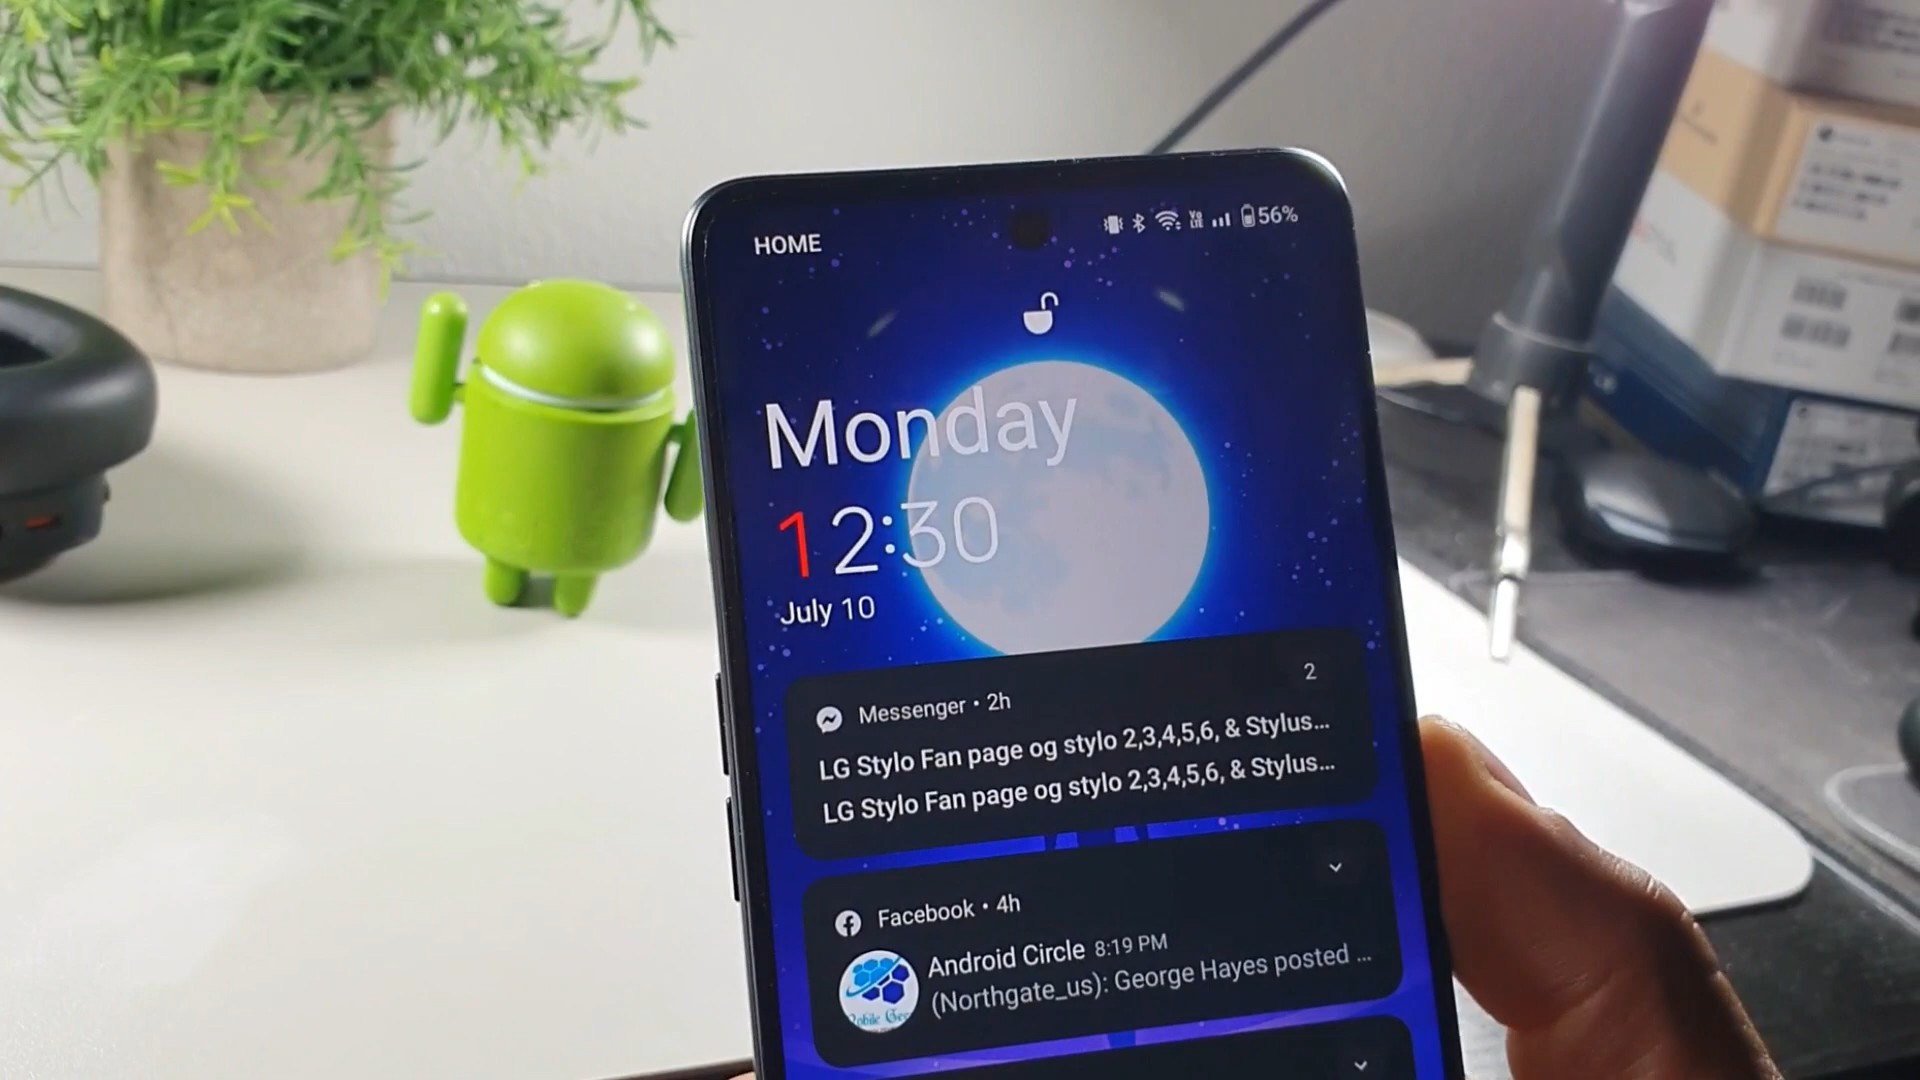 HOME
Vo LTE
56%
Monday
12:30
July 10
Messenger • 2h
2
LG Stylo Fan page og stylo 2,3,4,5,6, & Stylus...
LG Stylo Fan page og stylo 2,3,4,5,6, & Stylus...
Facebook • 4h
Android Circle 8:19 PM
(Northgate_us): George Hayes posted ...